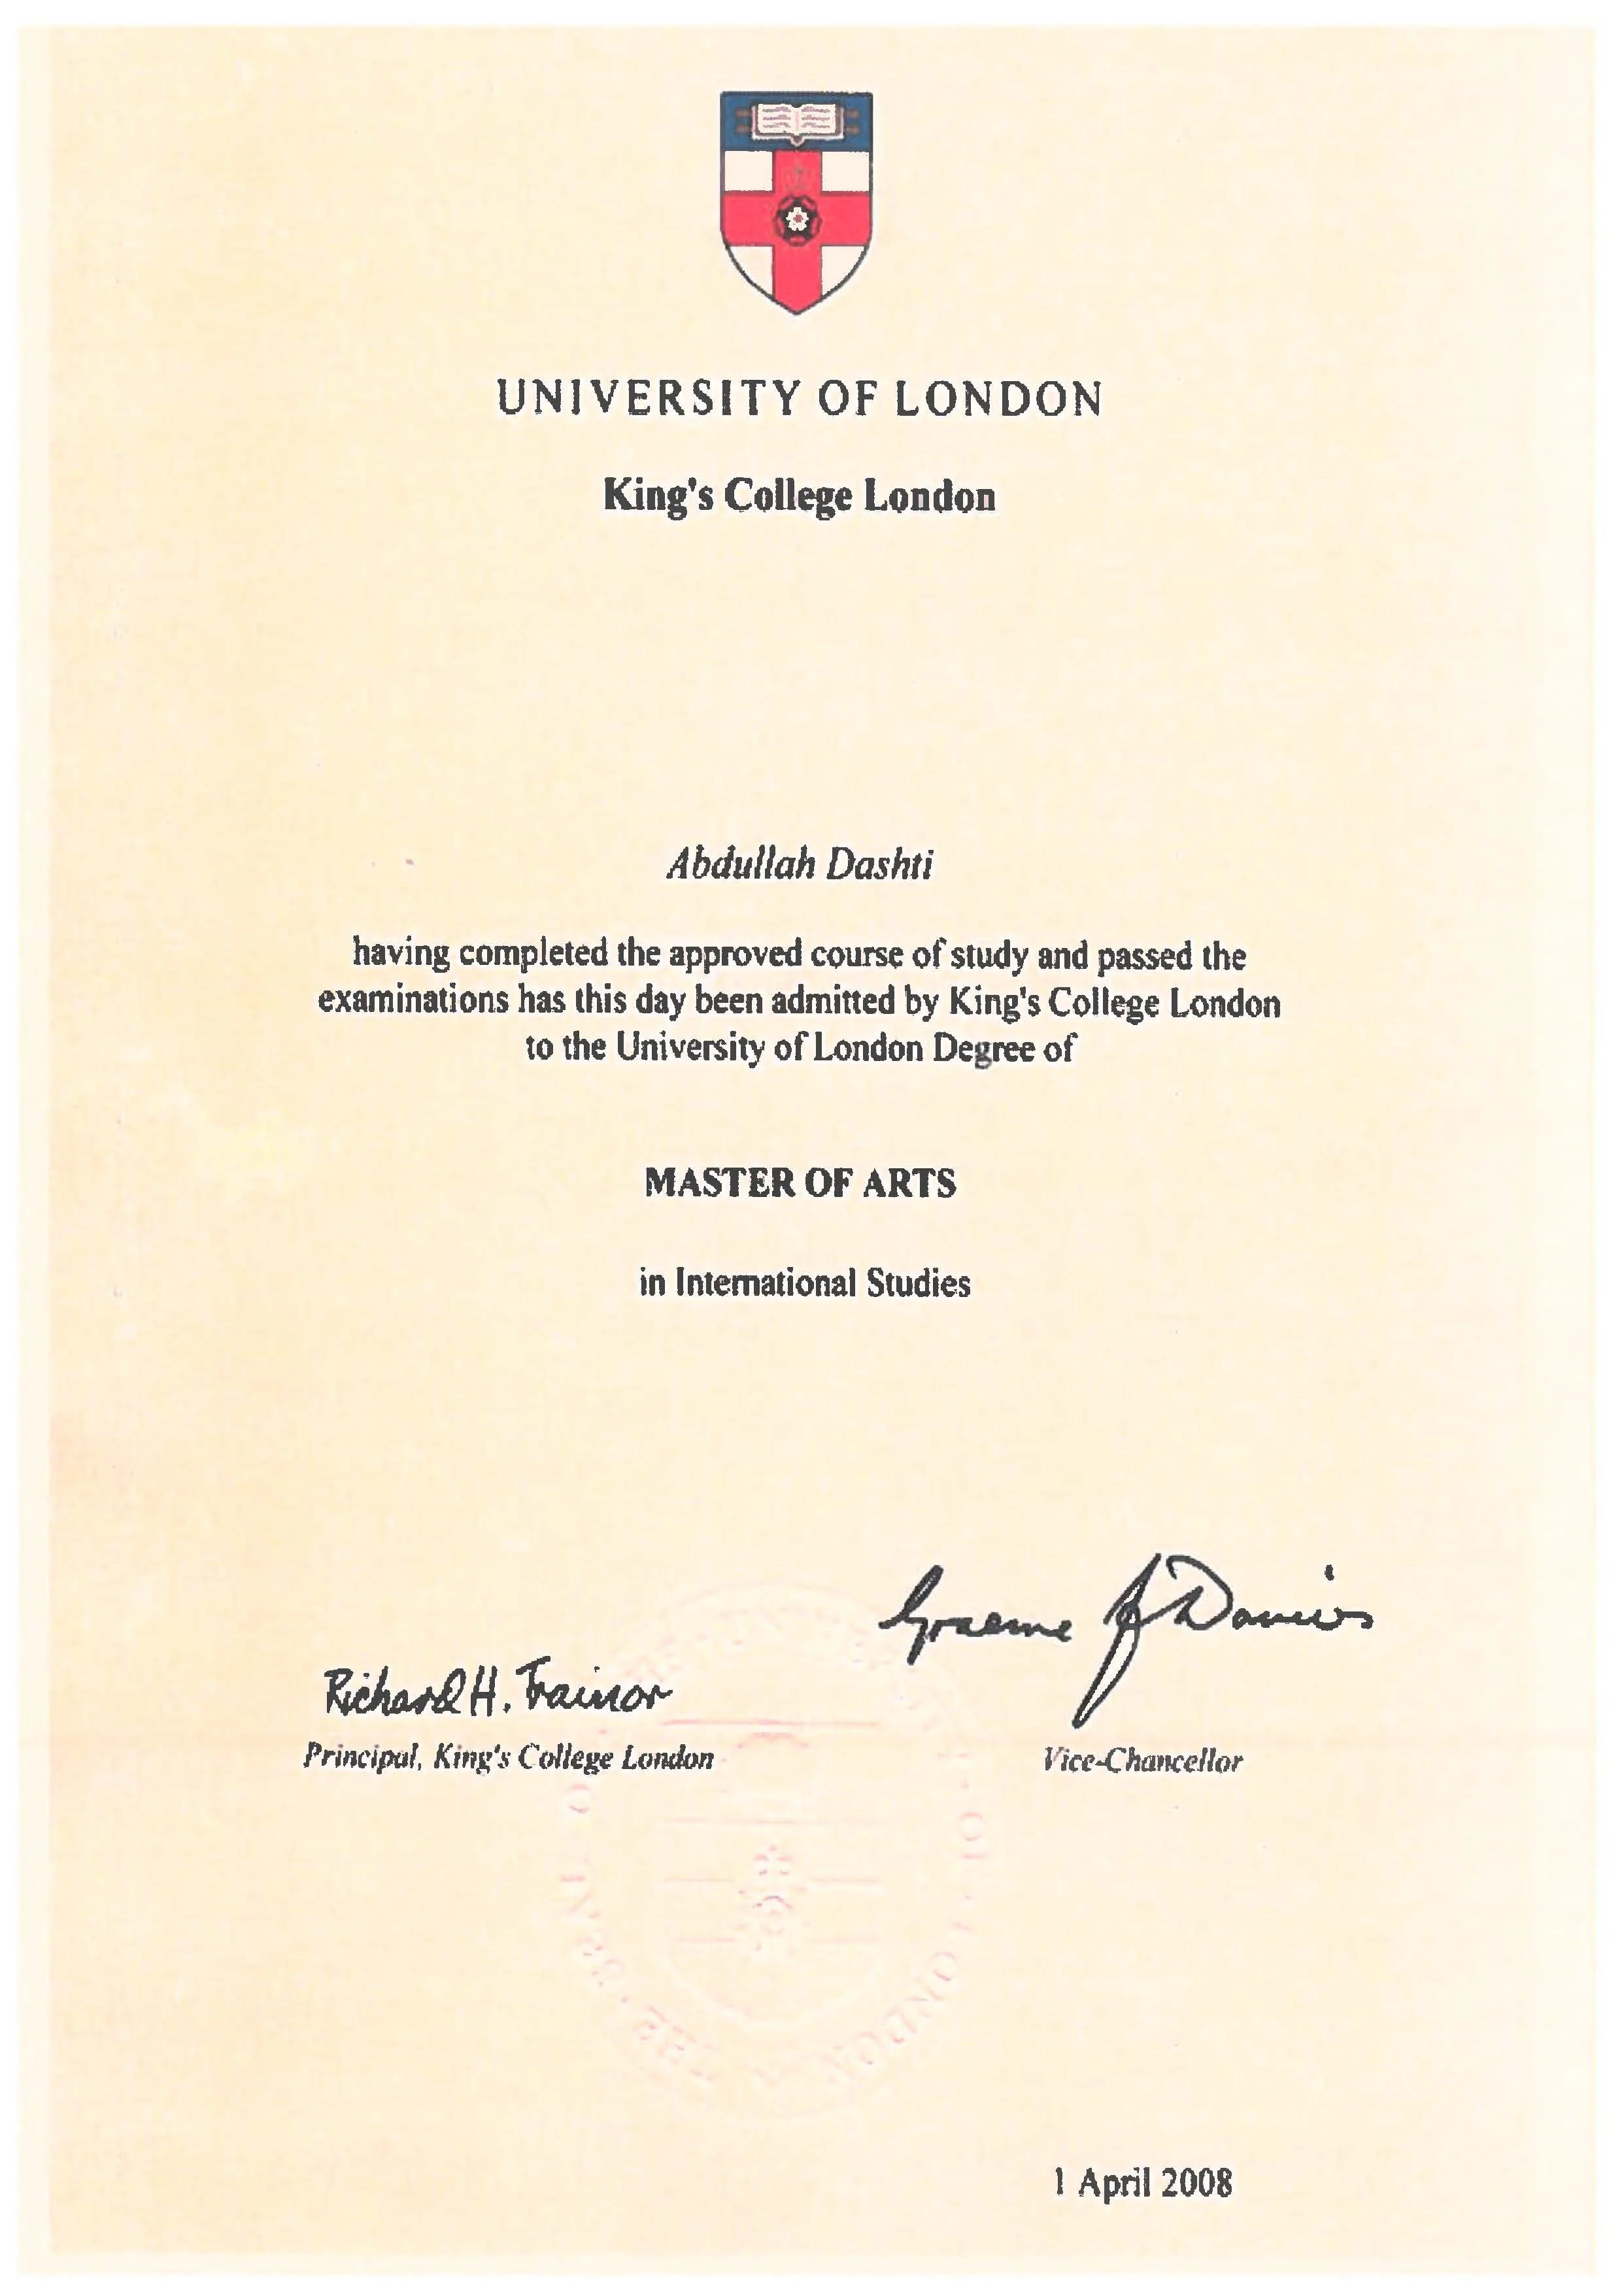 UNIVERSITY OF LONDON
King's College London
Abdullah Dashti
having completed the approved course of study and passed the
examinations has this day been admitted by King's College London
to the University of London Degree of
MASTER OF ARTS
in International Studies
Graeme J Davies
Richard H. Trainor
Principal, King's College London
Vice-Chancellor
1 April 2008